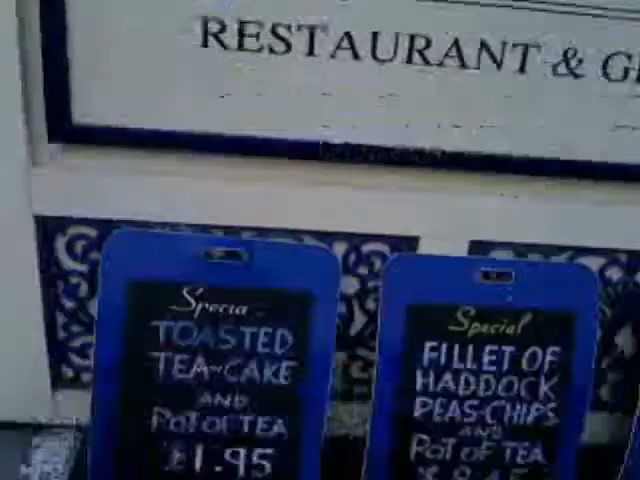 RESTAURANT &
Special
TOASTED
TEA-CAKE
AND
POT OF TEA
£1.95
Special
FILLET OF
HADDOCK
PEAS·CHIPS
AND
POT OF TEA